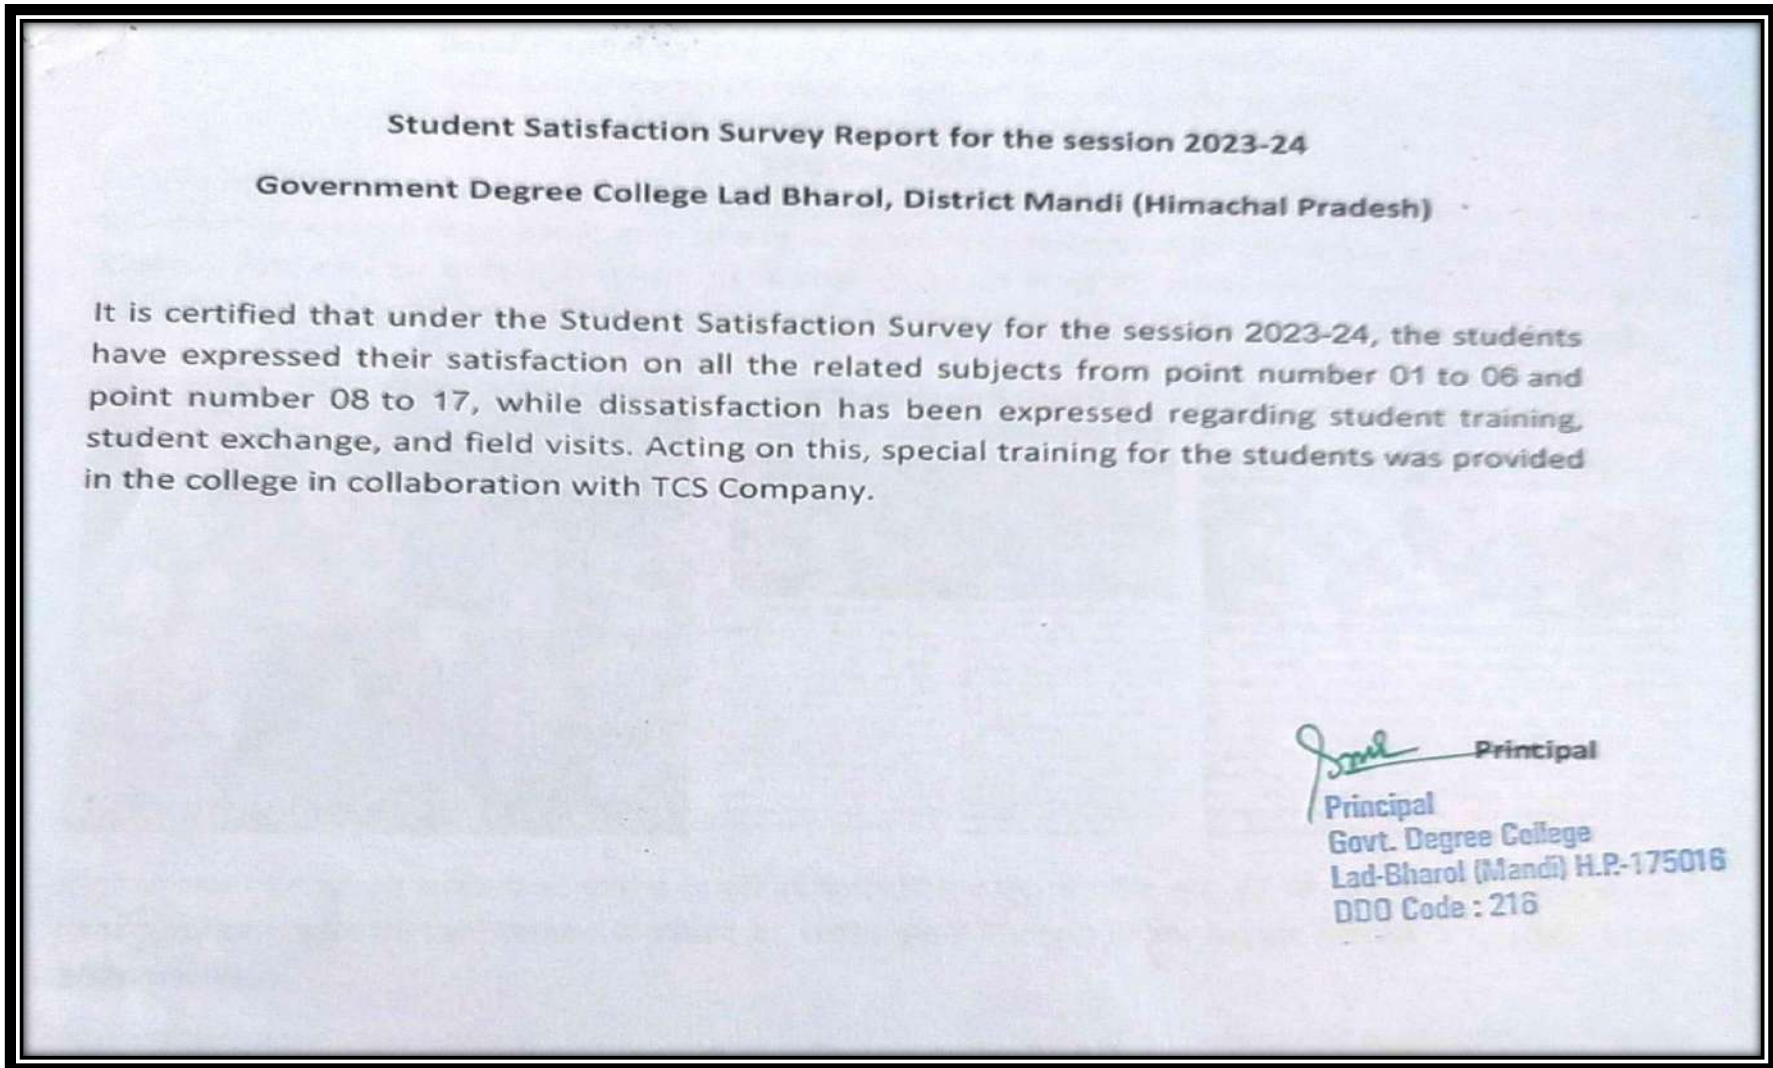 Student Satisfaction Survey Report for the session 2023-24
Government Degree College Lad Bharol, District Mandi (Himachal Pradesh)
It is certified that under the Student Satisfaction Survey for the session 2023-24, the students
have expressed their satisfaction on all the related subjects from point number 01 to 06 and
point number 08 to 17, while dissatisfaction has been expressed regarding student training,
student exchange, and field visits. Acting on this, special training for the students was provided
in the college in collaboration with TCS Company.
Principal
Principal
Govt. Degree College
Lad-Bharol (Mandi) H.P.-175016
DDO Code : 216